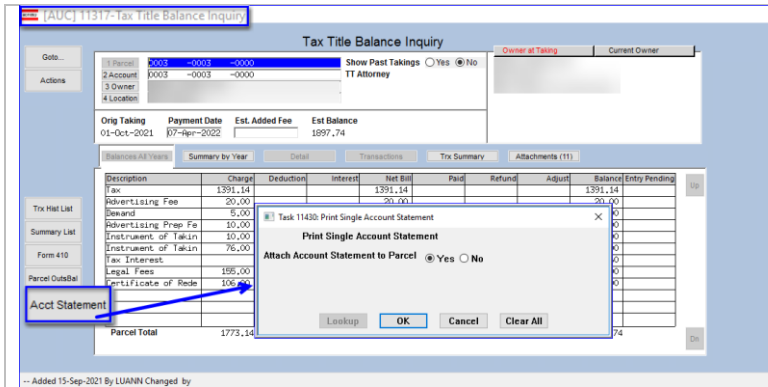 [AUC] 11317-Tax Title Balance Inquiry
Tax Title Balance Inquiry
Goto...
Actions
1 Parcel 0003 -0003 -0000
2 Account 0003 -0003 -0000
3 Owner
4 Location
Show Past Takings Yes No
TT Attorney
Owner at Taking Current Owner
Orig Taking Payment Date Est. Added Fee Est Balance
01-Oct-2021 07-Apr-2022 1897.74
Balances All Years Summary by Year Detail Transactions Trx Summary Attachments (11)
Description Charge Deduction Interest Net Bill Paid Refund Adjust Balance Entry Pending
Tax 1391.14 1391.14 1391.14
Advertising Fee 20.00 20.00
Demand 5.00
Advertising Prep Fe 10.00
Instrument of Takin 10.00
Instrument of Takin 76.00
Tax Interest
Legal Fees 155.00
Certificate of Rede
Parcel Total 1773.14
Up
Dn
Trx Hist List
Summary List
Form 410
Parcel OutsBal
Acct Statement
Task 11430: Print Single Account Statement
Print Single Account Statement
Attach Account Statement to Parcel Yes No
Lookup OK Cancel Clear All
-- Added 15-Sep-2021 By LUANN Changed by